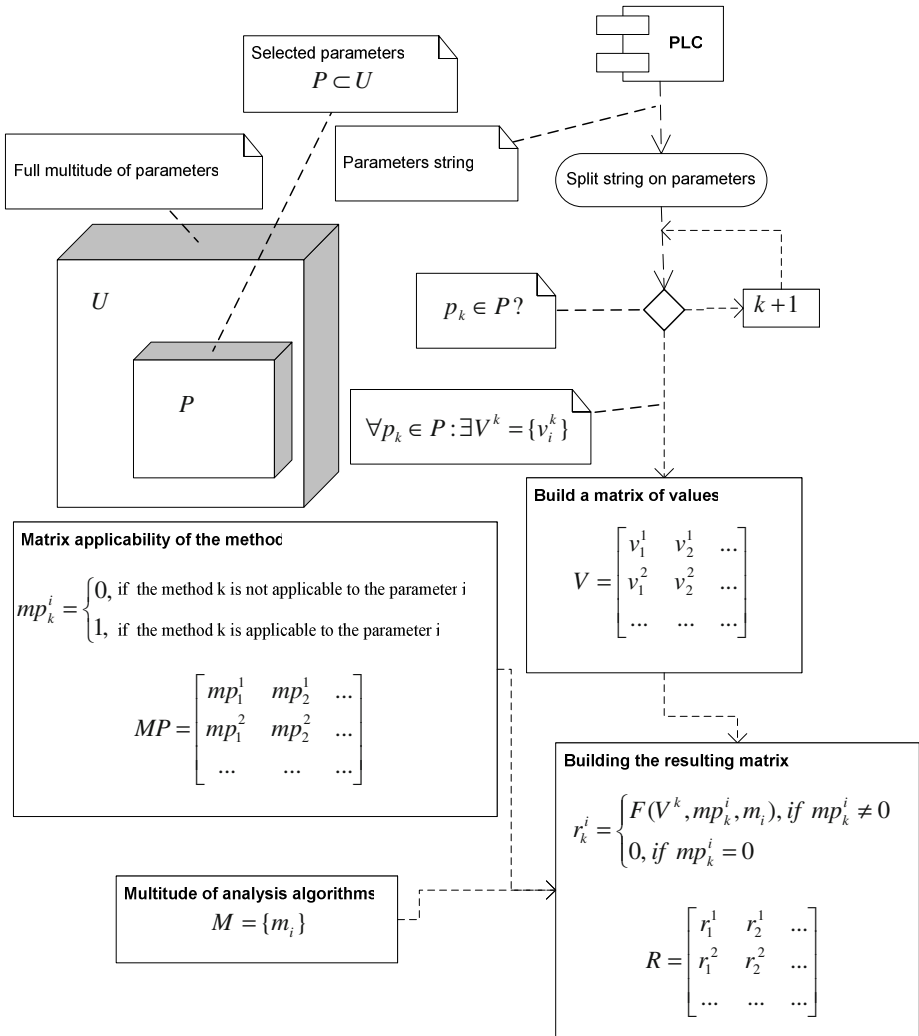 Selected parameters
P ⊂ U
PLC
Full multitude of parameters
Parameters string
Split string on parameters
U
P
p_k ∈ P ?
k + 1
∀p_k ∈ P : ∃V^k = {v_i^k}
Build a matrix of values
V = [v_1^1 v_2^1 ...
v_1^2 v_2^2 ...
... ... ...]
Matrix applicability of the method
mp_k^i = {0, if the method k is not applicable to the parameter i
1, if the method k is applicable to the parameter i
MP = [mp_1^1 mp_2^1 ...
mp_1^2 mp_2^2 ...
... ... ...]
Building the resulting matrix
r_k^i = {F(V^k, mp_k^i, m_i), if mp_k^i ≠ 0
0, if mp_k^i = 0
R = [r_1^1 r_2^1 ...
r_1^2 r_2^2 ...
... ... ...]
Multitude of analysis algorithms
M = {m_i}